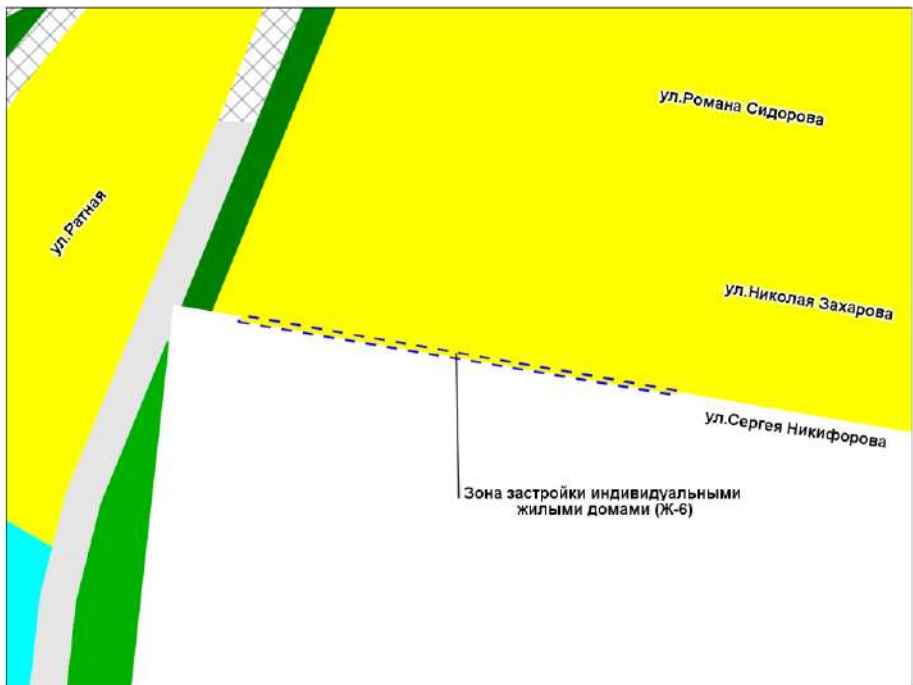 ул.Романа Сидорова
ул.Ратная
ул.Николая Захарова
ул.Сергея Никифорова
Зона застройки индивидуальными
жилыми домами (Ж-6)